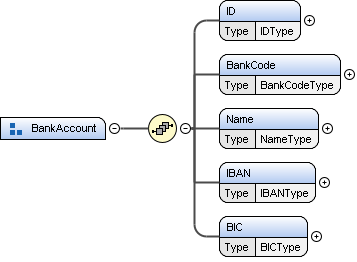 ID
Type IDType
BankCode
Type BankCodeType
BankAccount
Name
Type NameType
IBAN
Type IBANType
BIC
Type BICType